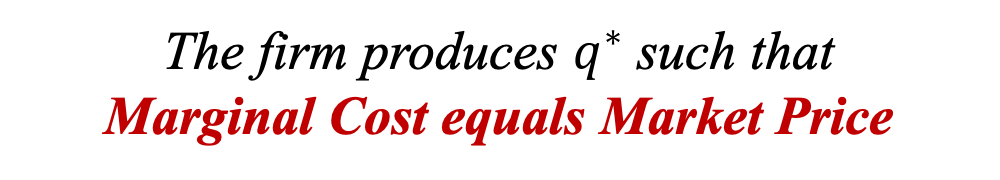 The firm produces q* such that
Marginal Cost equals Market Price